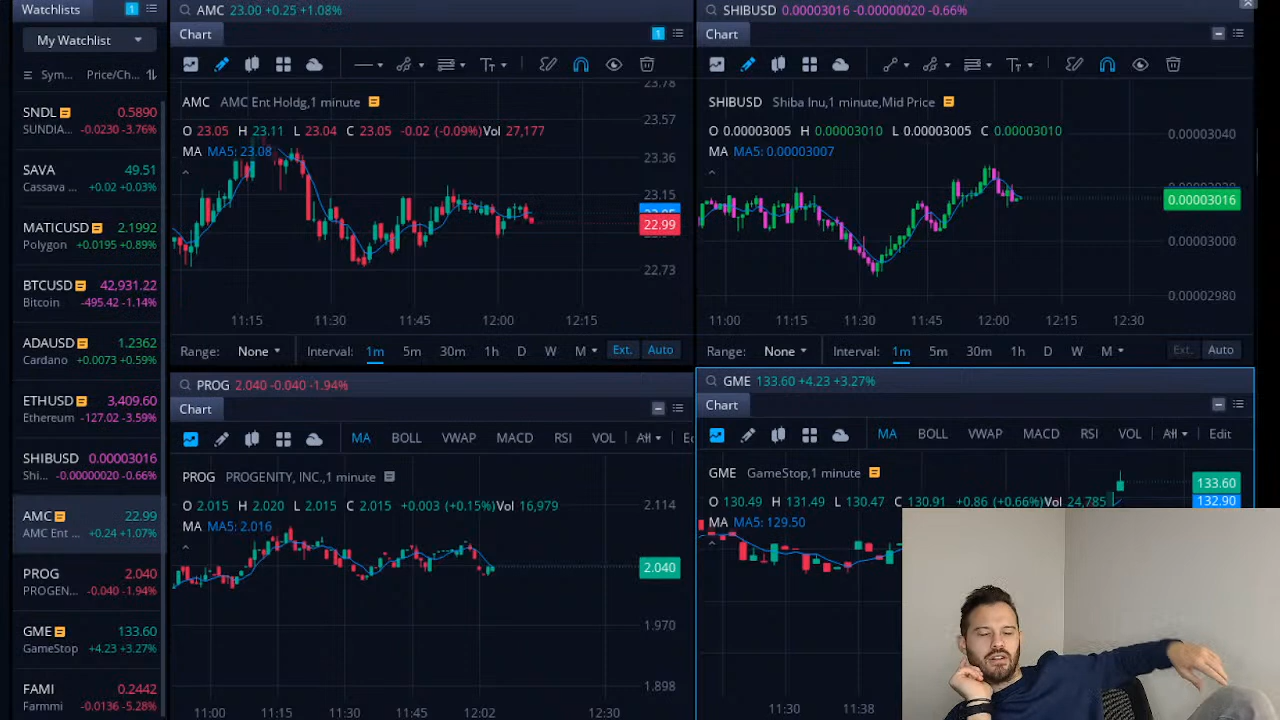 Watchlists 1
My Watchlist
Sym... Price/Ch...
SNDL 0.5890
SUNDIA... -0.0230 -3.76%
SAVA 49.51
Cassava ... +0.02 +0.03%
MATICUSD 2.1992
Polygon +0.0195 +0.89%
BTCUSD 42,931.22
Bitcoin -495.42 -1.14%
ADAUSD 1.2362
Cardano +0.0073 +0.59%
ETHUSD 3,409.60
Ethereum -127.02 -3.59%
SHIBUSD 0.00003016
Shi... -0.00000020 -0.66%
AMC 22.99
AMC Ent ... +0.24 +1.07%
PROG 2.040
PROGEN... -0.040 -1.94%
GME 133.60
GameStop +4.23 +3.27%
FAMI 0.2442
Farmmi -0.0136 -5.28%
AMC 23.00 +0.25 +1.08%
Chart 1
AMC AMC Ent Holdg,1 minute
O 23.05 H 23.11 L 23.04 C 23.05 -0.02 (-0.09%) Vol 27,177
MA MA5: 23.08
23.78
23.57
23.36
23.15
22.99
22.73
11:15 11:30 11:45 12:00 12:15
Range: None Interval: 1m 5m 30m 1h D W M Ext. Auto
SHIBUSD 0.00003016 -0.00000020 -0.66%
Chart
SHIBUSD Shiba Inu,1 minute,Mid Price
O 0.00003005 H 0.00003010 L 0.00003005 C 0.00003010
MA MA5: 0.00003007
0.00003040
0.00003016
0.00003000
0.00002980
11:00 11:15 11:30 11:45 12:00 12:15 12:30
Range: None Interval: 1m 5m 30m 1h D W M Ext. Auto
PROG 2.040 -0.040 -1.94%
Chart
MA BOLL VWAP MACD RSI VOL All
PROG PROGENITY, INC.,1 minute
O 2.015 H 2.020 L 2.015 C 2.015 +0.003 (+0.15%) Vol 16,979
MA MA5: 2.016
2.114
2.040
1.970
1.898
11:00 11:15 11:30 11:45 12:02 12:30
GME 133.60 +4.23 +3.27%
Chart
MA BOLL VWAP MACD RSI VOL All Edit
GME GameStop,1 minute
O 130.49 H 131.49 L 130.47 C 130.91 +0.86 (+0.66%) Vol 24,785
MA MA5: 129.50
133.60
132.90
11:30 11:38